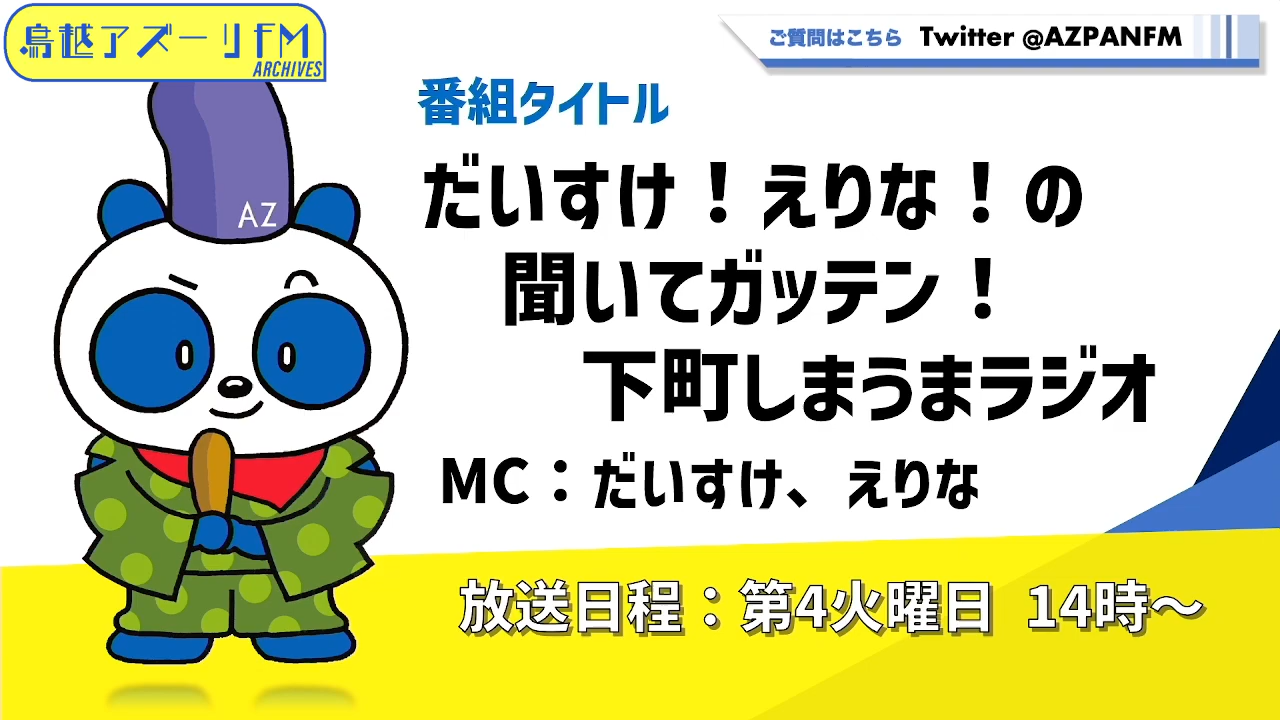 鳥越アズーリFM
ARCHIVES
ご質問はこちら Twitter @AZPANFM
番組タイトル
だいすけ！えりな！の
聞いてガッテン！
下町しまうまラジオ
MC：だいすけ、えりな
放送日程：第4火曜日 14時～
AZ